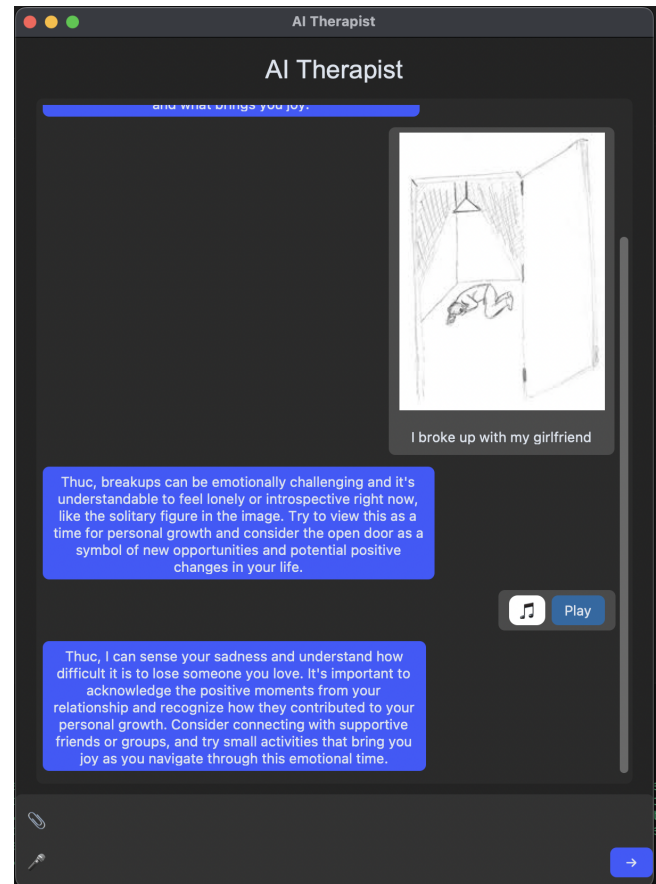 AI Therapist
AI Therapist
and what brings you joy.
I broke up with my girlfriend
Thuc, breakups can be emotionally challenging and it's
understandable to feel lonely or introspective right now,
like the solitary figure in the image. Try to view this as a
time for personal growth and consider the open door as a
symbol of new opportunities and potential positive
changes in your life.
Play
Thuc, I can sense your sadness and understand how
difficult it is to lose someone you love. It's important to
acknowledge the positive moments from your
relationship and recognize how they contributed to your
personal growth. Consider connecting with supportive
friends or groups, and try small activities that bring you
joy as you navigate through this emotional time.